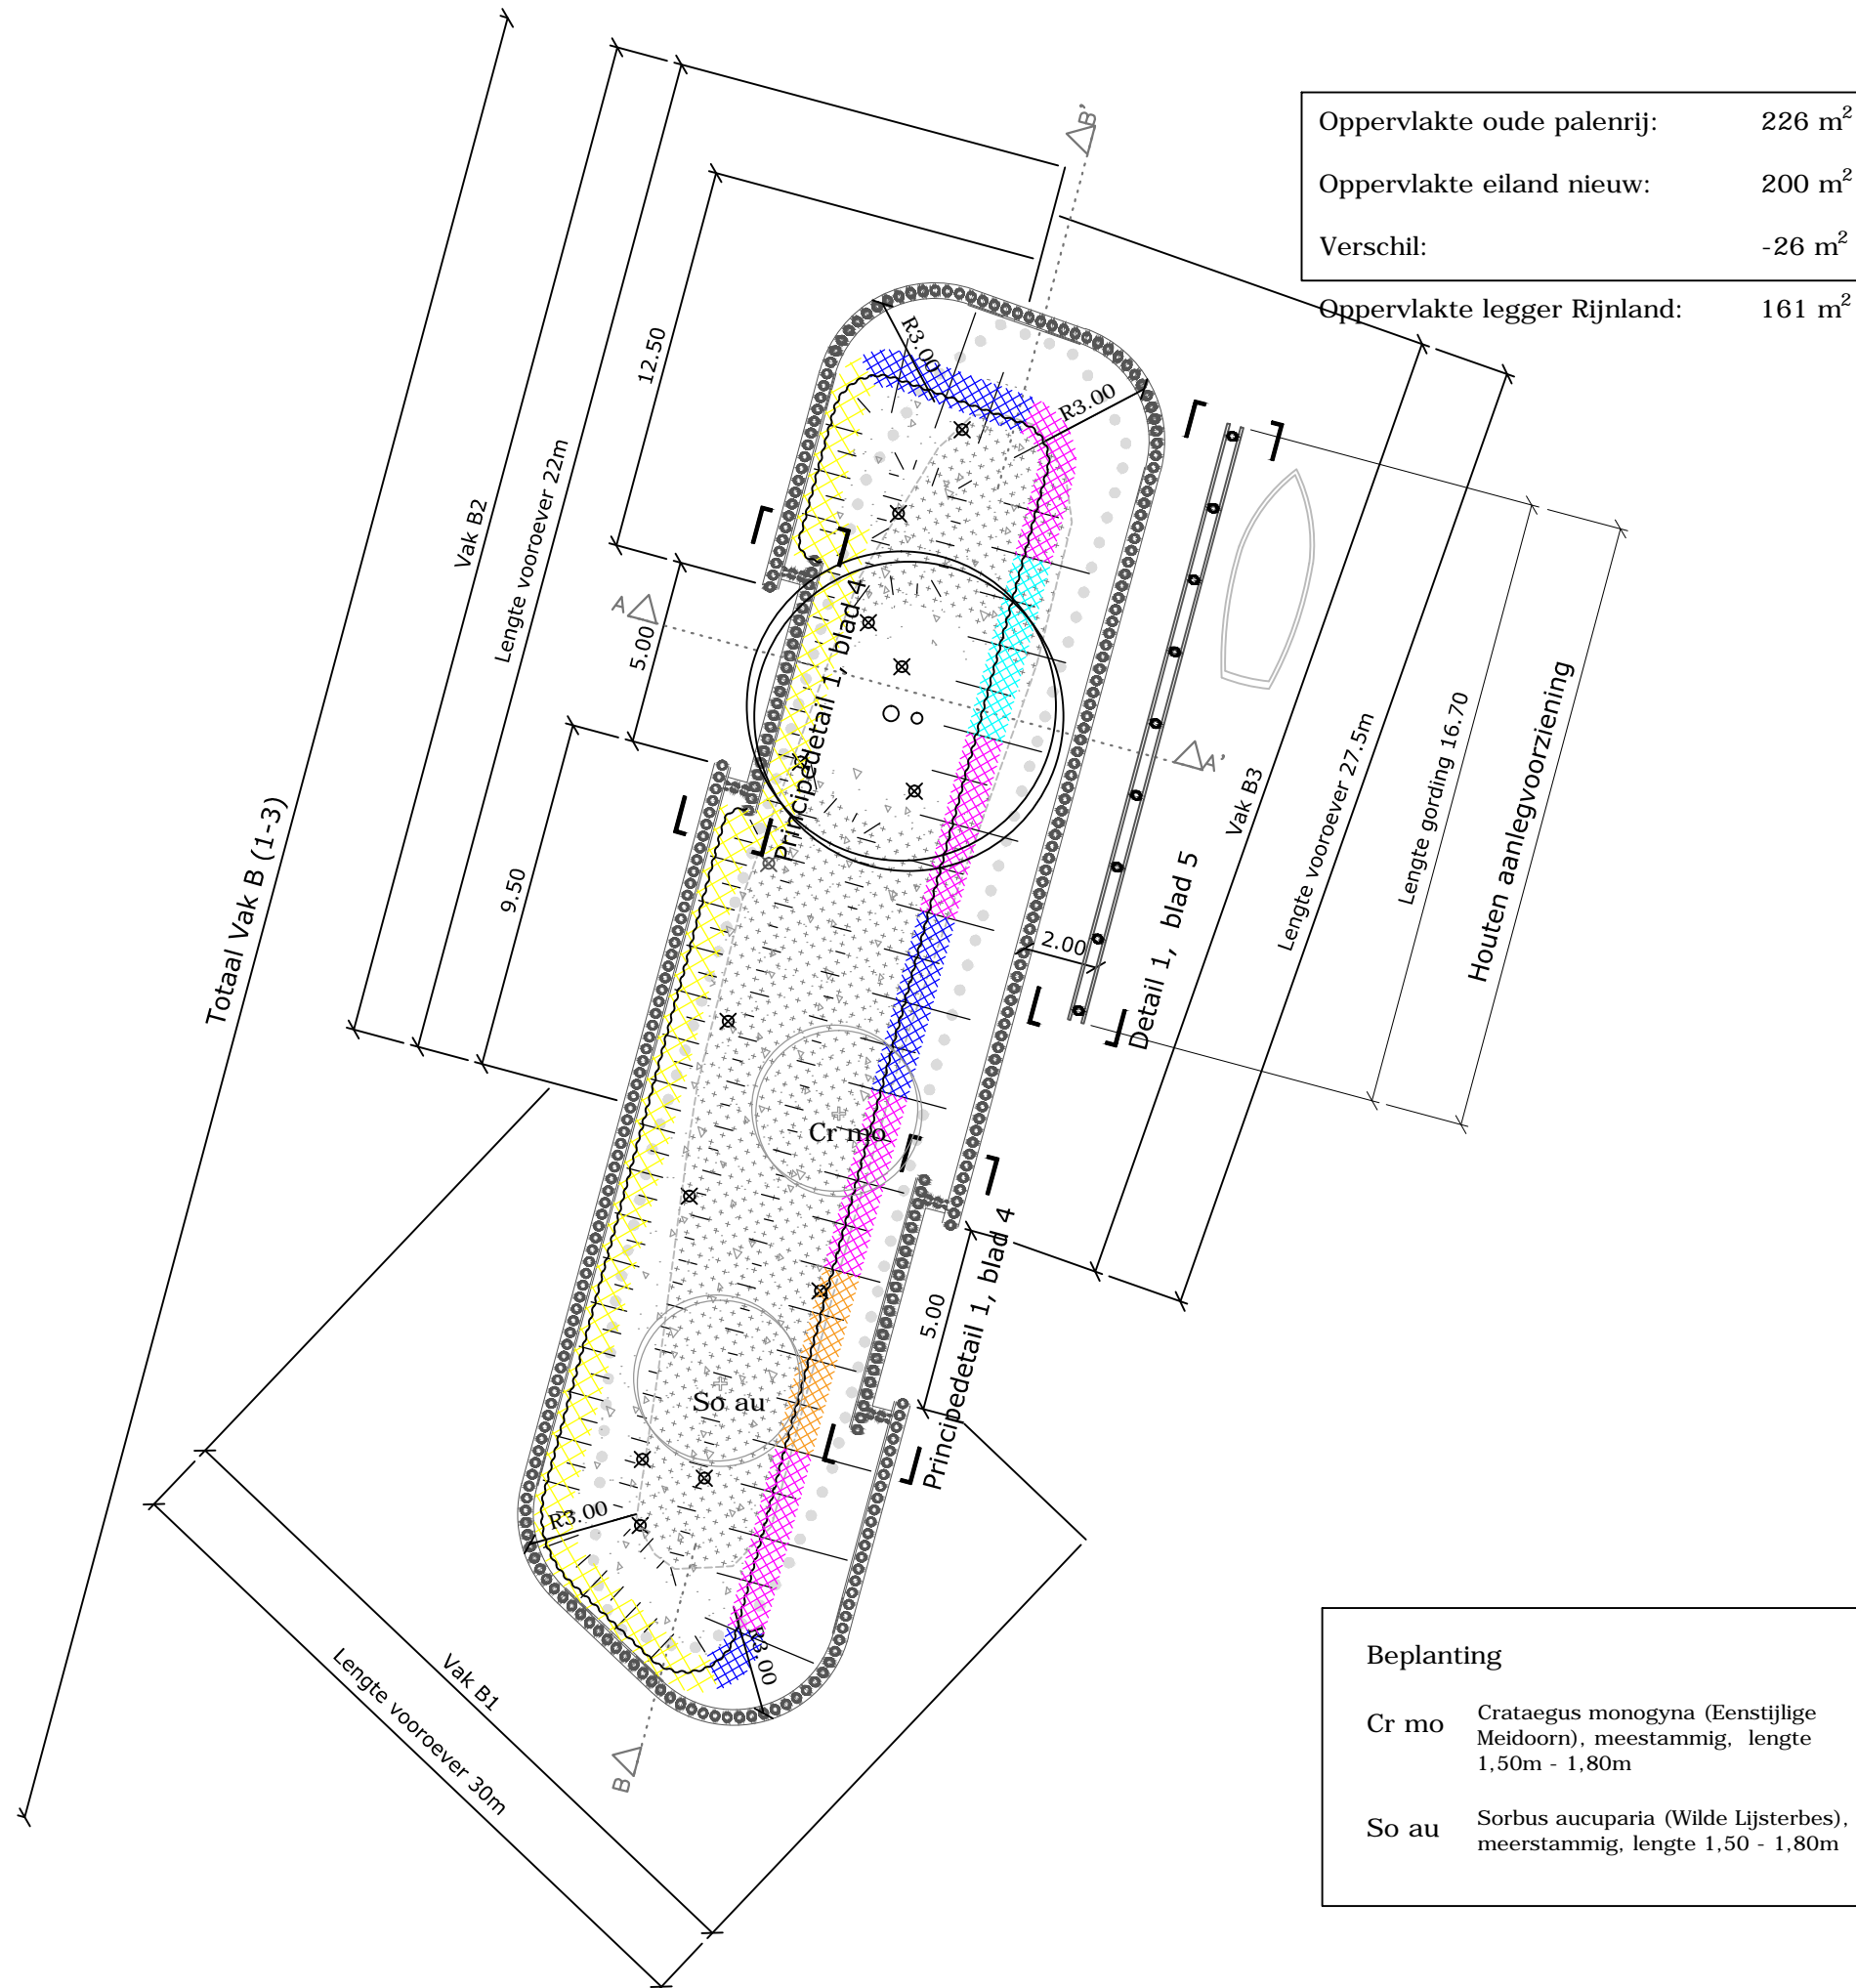 Oppervlakte oude palenrij: 226 m²
Oppervlakte eiland nieuw: 200 m²
Verschil: -26 m²
Oppervlakte legger Rijnland: 161 m²
B'
R3.00
R3.00
12.50
Vak B2
Lengte vooroever 22m
A
5.00
Principedetail 1, blad 4
A'
Vak B3
Lengte vooroever 27.5m
Lengte gording 16.70
Houten aanlegvoorziening
Totaal Vak B (1-3)
9.50
2.00
Detail 1, blad 5
Cr mo
5.00
Principedetail 1, blad 4
So au
R3.00
R3.00
B
Vak B1
Lengte vooroever 30m
Beplanting
Cr mo
Crataegus monogyna (Eenstijlige
Meidoorn), meestammig, lengte
1,50m - 1,80m
So au
Sorbus aucuparia (Wilde Lijsterbes),
meerstammig, lengte 1,50 - 1,80m